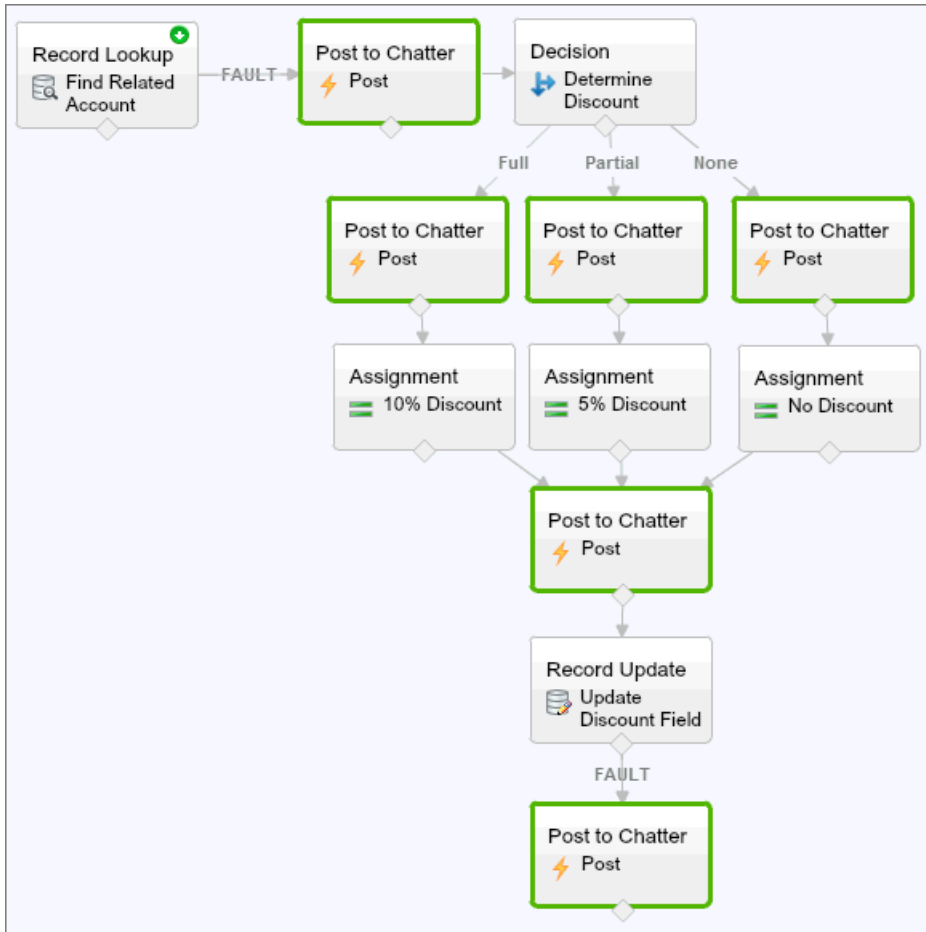 Record Lookup
Find Related
Account
FAULT
Post to Chatter
Post
Decision
Determine
Discount
Full
Partial
None
Post to Chatter
Post
Post to Chatter
Post
Post to Chatter
Post
Assignment
10% Discount
Assignment
5% Discount
Assignment
No Discount
Post to Chatter
Post
Record Update
Update
Discount Field
FAULT
Post to Chatter
Post